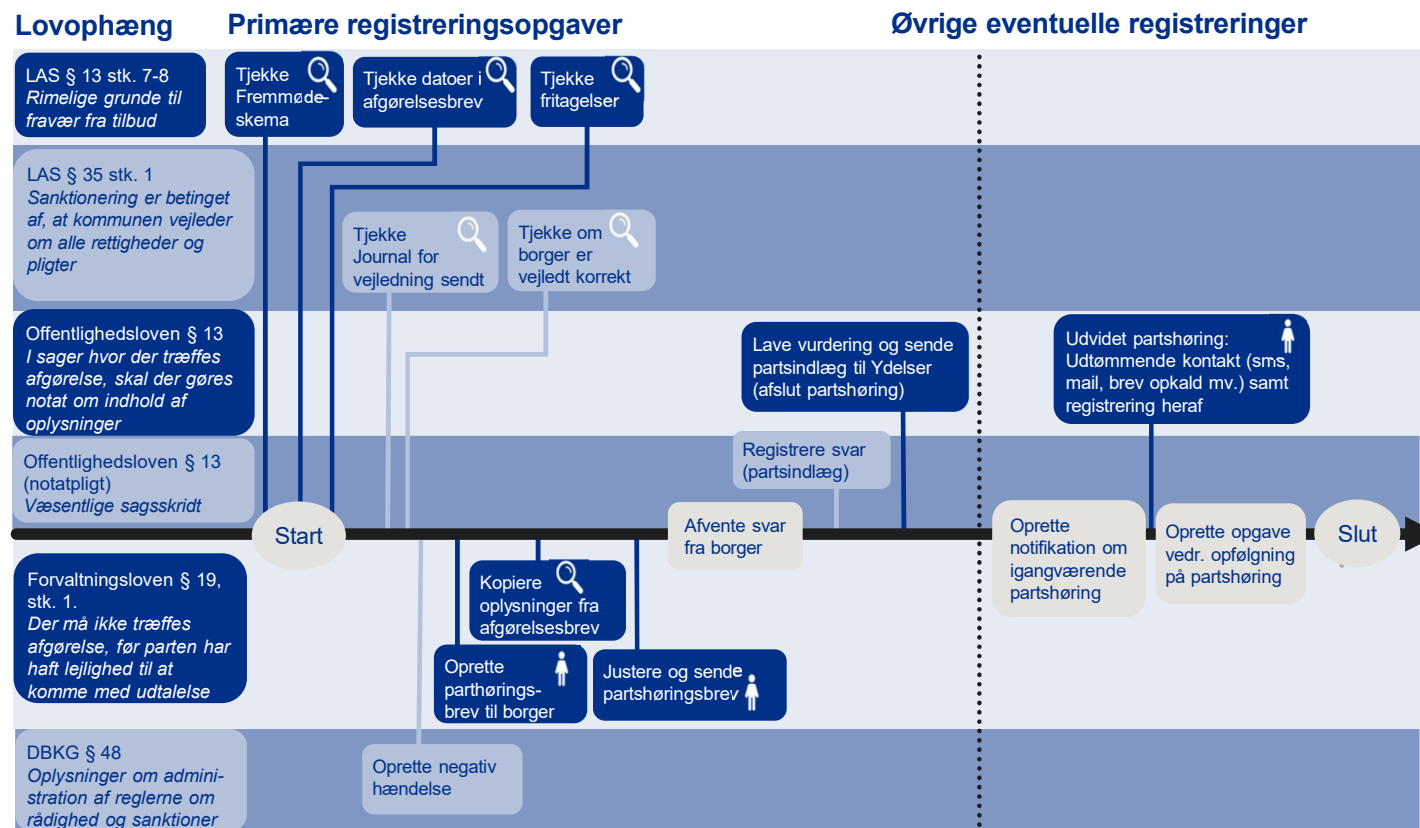 Lovophæng
Primære registreringsopgaver
Øvrige eventuelle registreringer
LAS § 13 stk. 7-8
Rimelige grunde til
fravær fra tilbud
Tjekke
Fremmøde-
skema
Tjekke datoer i
afgørelsesbrev
Tjekke
fritagelser
LAS § 35 stk. 1
Sanktionering er betinget
af, at kommunen vejleder
om alle rettigheder og
pligter
Tjekke
Journal for
vejledning sendt
Tjekke om
borger er
vejledt korrekt
Offentlighedsloven § 13
I sager hvor der træffes
afgørelse, skal der gøres
notat om indhold af
oplysninger
Lave vurdering og sende
partsindlæg til Ydelser
(afslut partshøring)
Udvidet partshøring:
Udtømmende kontakt (sms,
mail, brev opkald mv.) samt
registrering heraf
Offentlighedsloven § 13
(notatpligt)
Væsentlige sagsskridt
Registrere svar
(partsindlæg)
Start
Afvente svar
fra borger
Oprette
notifikation om
igangværende
partshøring
Oprette opgave
vedr. opfølgning
på partshøring
Slut
Forvaltningsloven § 19,
stk. 1.
Der må ikke træffes
afgørelse, før parten har
haft lejlighed til at
komme med udtalelse
Kopiere
oplysninger fra
afgørelsesbrev
Oprette
parthørings-
brev til borger
Justere og sende
partshøringsbrev
DBKG § 48
Oplysninger om admini-
stration af reglerne om
rådighed og sanktioner
Oprette negativ
hændelse